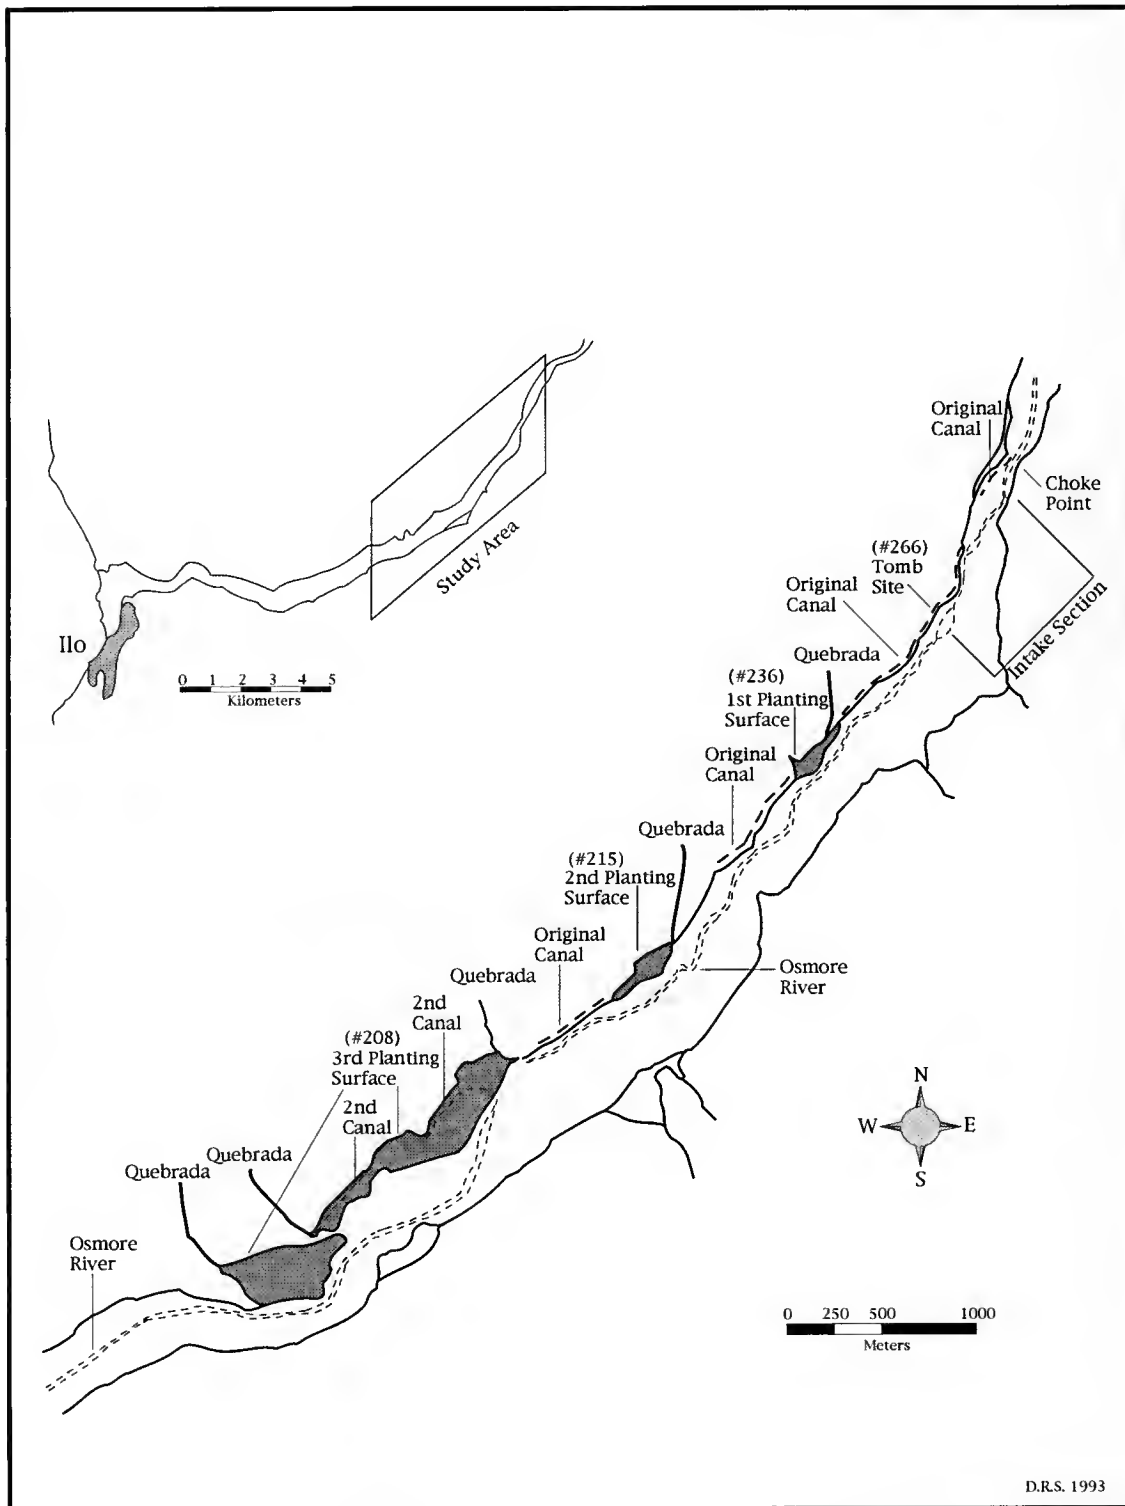 Original
Canal
Choke
Point
(#266)
Tomb
Site
Original
Canal
Intake Section
Study Area
Ilo
0 1 2 3 4 5
Kilometers
Quebrada
(#236)
1st Planting
Surface
Original
Canal
Quebrada
(#215)
2nd Planting
Surface
Original
Canal
Osmore
River
Quebrada
2nd
Canal
(#208)
3rd Planting
Surface
2nd
Canal
Quebrada
Quebrada
Osmore
River
N
W E
S
0 250 500 1000
Meters
D.R.S. 1993